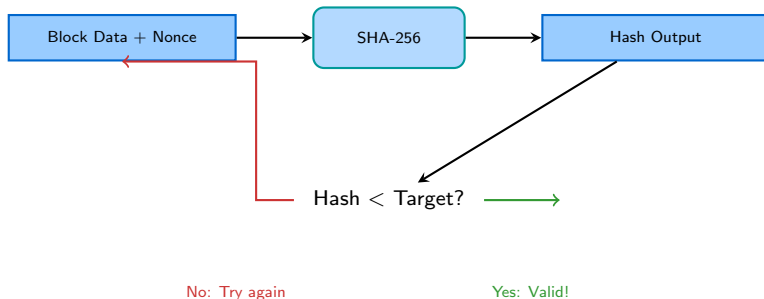 Block Data + Nonce
SHA-256
Hash Output
Hash < Target?
No: Try again
Yes: Valid!